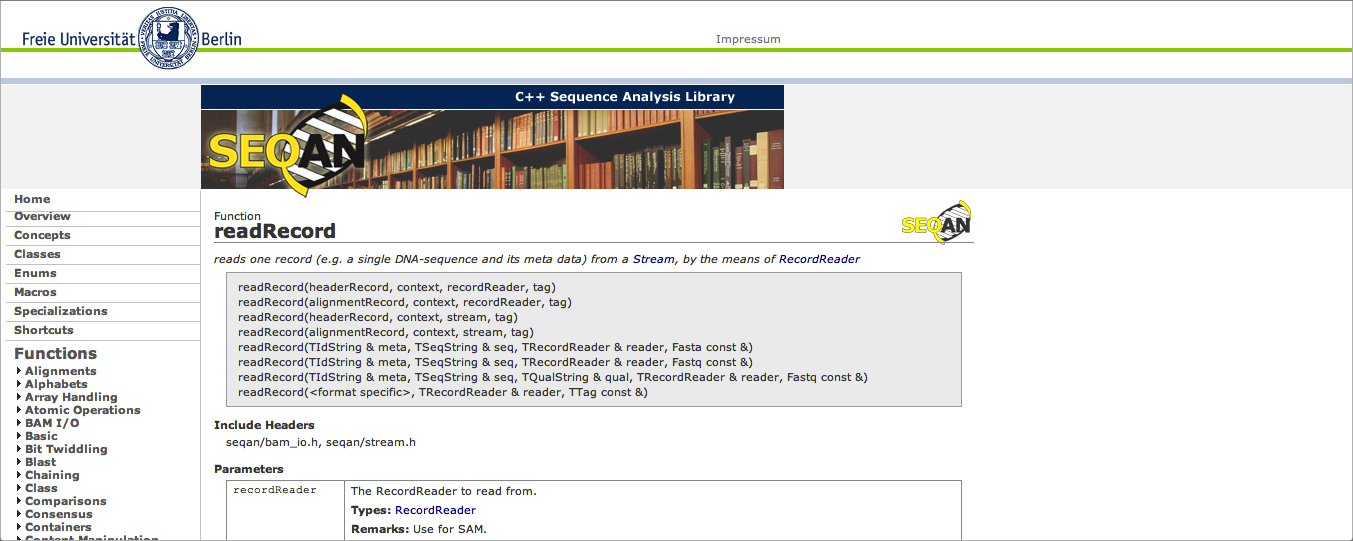 Freie Universität Berlin
Impressum
C++ Sequence Analysis Library
SEQAN
Home
Overview
Concepts
Classes
Enums
Macros
Specializations
Shortcuts
Functions
Alignments
Alphabets
Array Handling
Atomic Operations
BAM I/O
Basic
Bit Twiddling
Blast
Chaining
Class
Comparisons
Consensus
Containers
Content Manipulation
Function
readRecord
SEQAN
reads one record (e.g. a single DNA-sequence and its meta data) from a Stream, by the means of RecordReader
readRecord(headerRecord, context, recordReader, tag)
readRecord(alignmentRecord, context, recordReader, tag)
readRecord(headerRecord, context, stream, tag)
readRecord(alignmentRecord, context, stream, tag)
readRecord(TIdString & meta, TSeqString & seq, TRecordReader & reader, Fasta const &)
readRecord(TIdString & meta, TSeqString & seq, TRecordReader & reader, Fastq const &)
readRecord(TIdString & meta, TSeqString & seq, TQualString & qual, TRecordReader & reader, Fastq const &)
readRecord(<format specific>, TRecordReader & reader, TTag const &)
Include Headers
seqan/bam_io.h, seqan/stream.h
Parameters
recordReader
The RecordReader to read from.
Types: RecordReader
Remarks: Use for SAM.